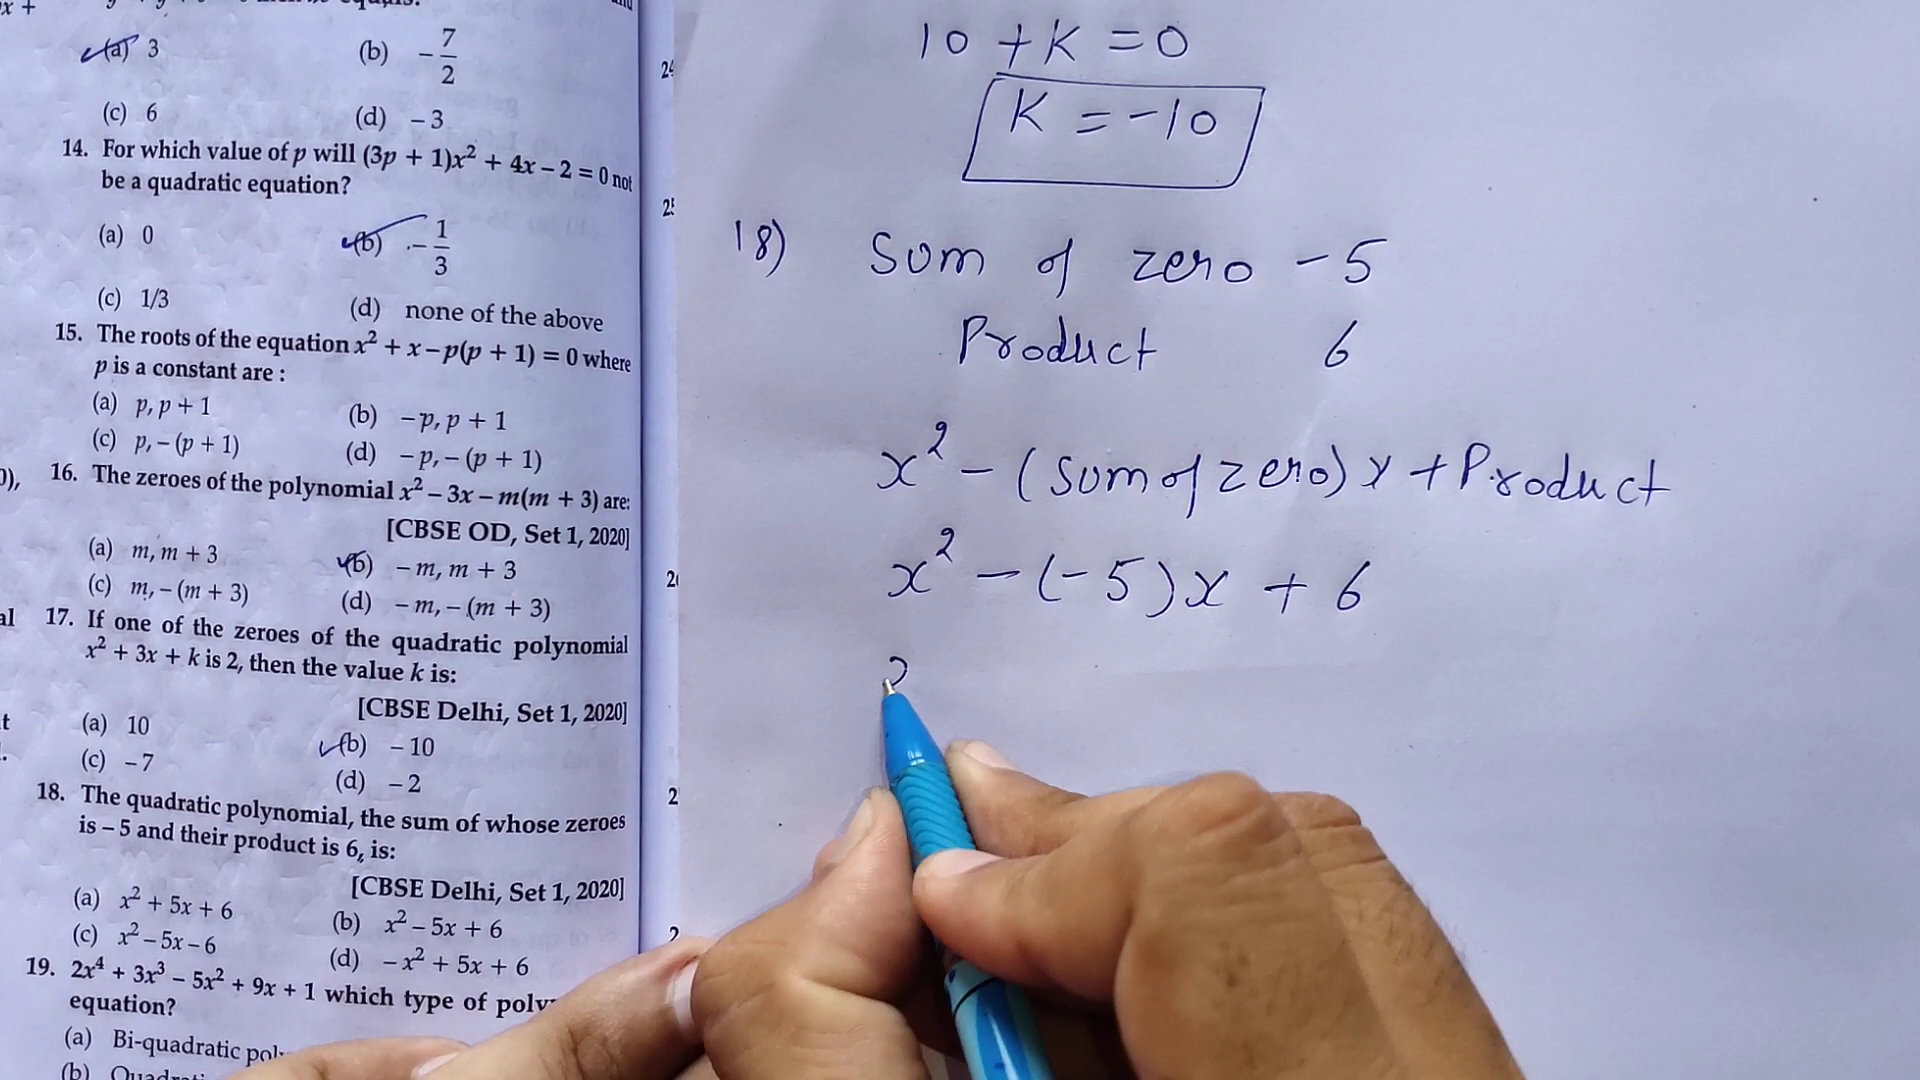 x +
(a) 3
(b) - 7/2
(c) 6
(d) - 3
14. For which value of p will (3p + 1)x² + 4x - 2 = 0 not
be a quadratic equation?
(a) 0
(b) - 1/3
(c) 1/3
(d) none of the above
15. The roots of the equation x² + x - p(p + 1) = 0 where
p is a constant are :
(a) p, p + 1
(b) -p, p + 1
(c) p, -(p + 1)
(d) -p, -(p + 1)
16. The zeroes of the polynomial x² - 3x - m(m + 3) are:
[CBSE OD, Set 1, 2020]
(a) m, m + 3
(b) -m, m + 3
(c) m, -(m + 3)
(d) -m, -(m + 3)
17. If one of the zeroes of the quadratic polynomial
x² + 3x + k is 2, then the value k is:
[CBSE Delhi, Set 1, 2020]
(a) 10
(b) - 10
(c) - 7
(d) - 2
18. The quadratic polynomial, the sum of whose zeroes
is - 5 and their product is 6, is:
[CBSE Delhi, Set 1, 2020]
(a) x² + 5x + 6
(b) x² - 5x + 6
(c) x² - 5x - 6
(d) -x² + 5x + 6
19. 2x⁴ + 3x³ - 5x² + 9x + 1 which type of poly
equation?
(a) Bi-quadratic pol
(b)
10 + K = 0
K = -10
18) Sum of zero - 5
Product 6
x² - (sum of zero) x + Product
x² - (-5) x + 6